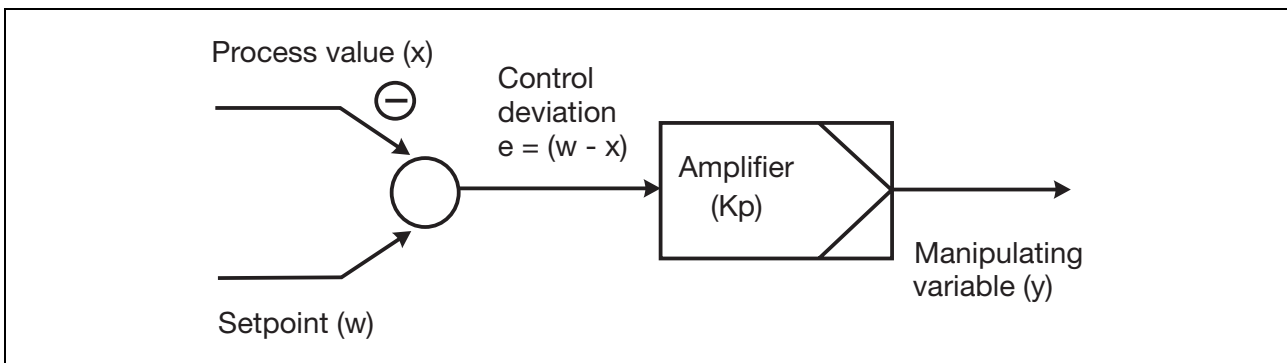 Process value (x)
Control
deviation
e = (w - x)
Amplifier
(Kp)
Manipulating
variable (y)
Setpoint (w)